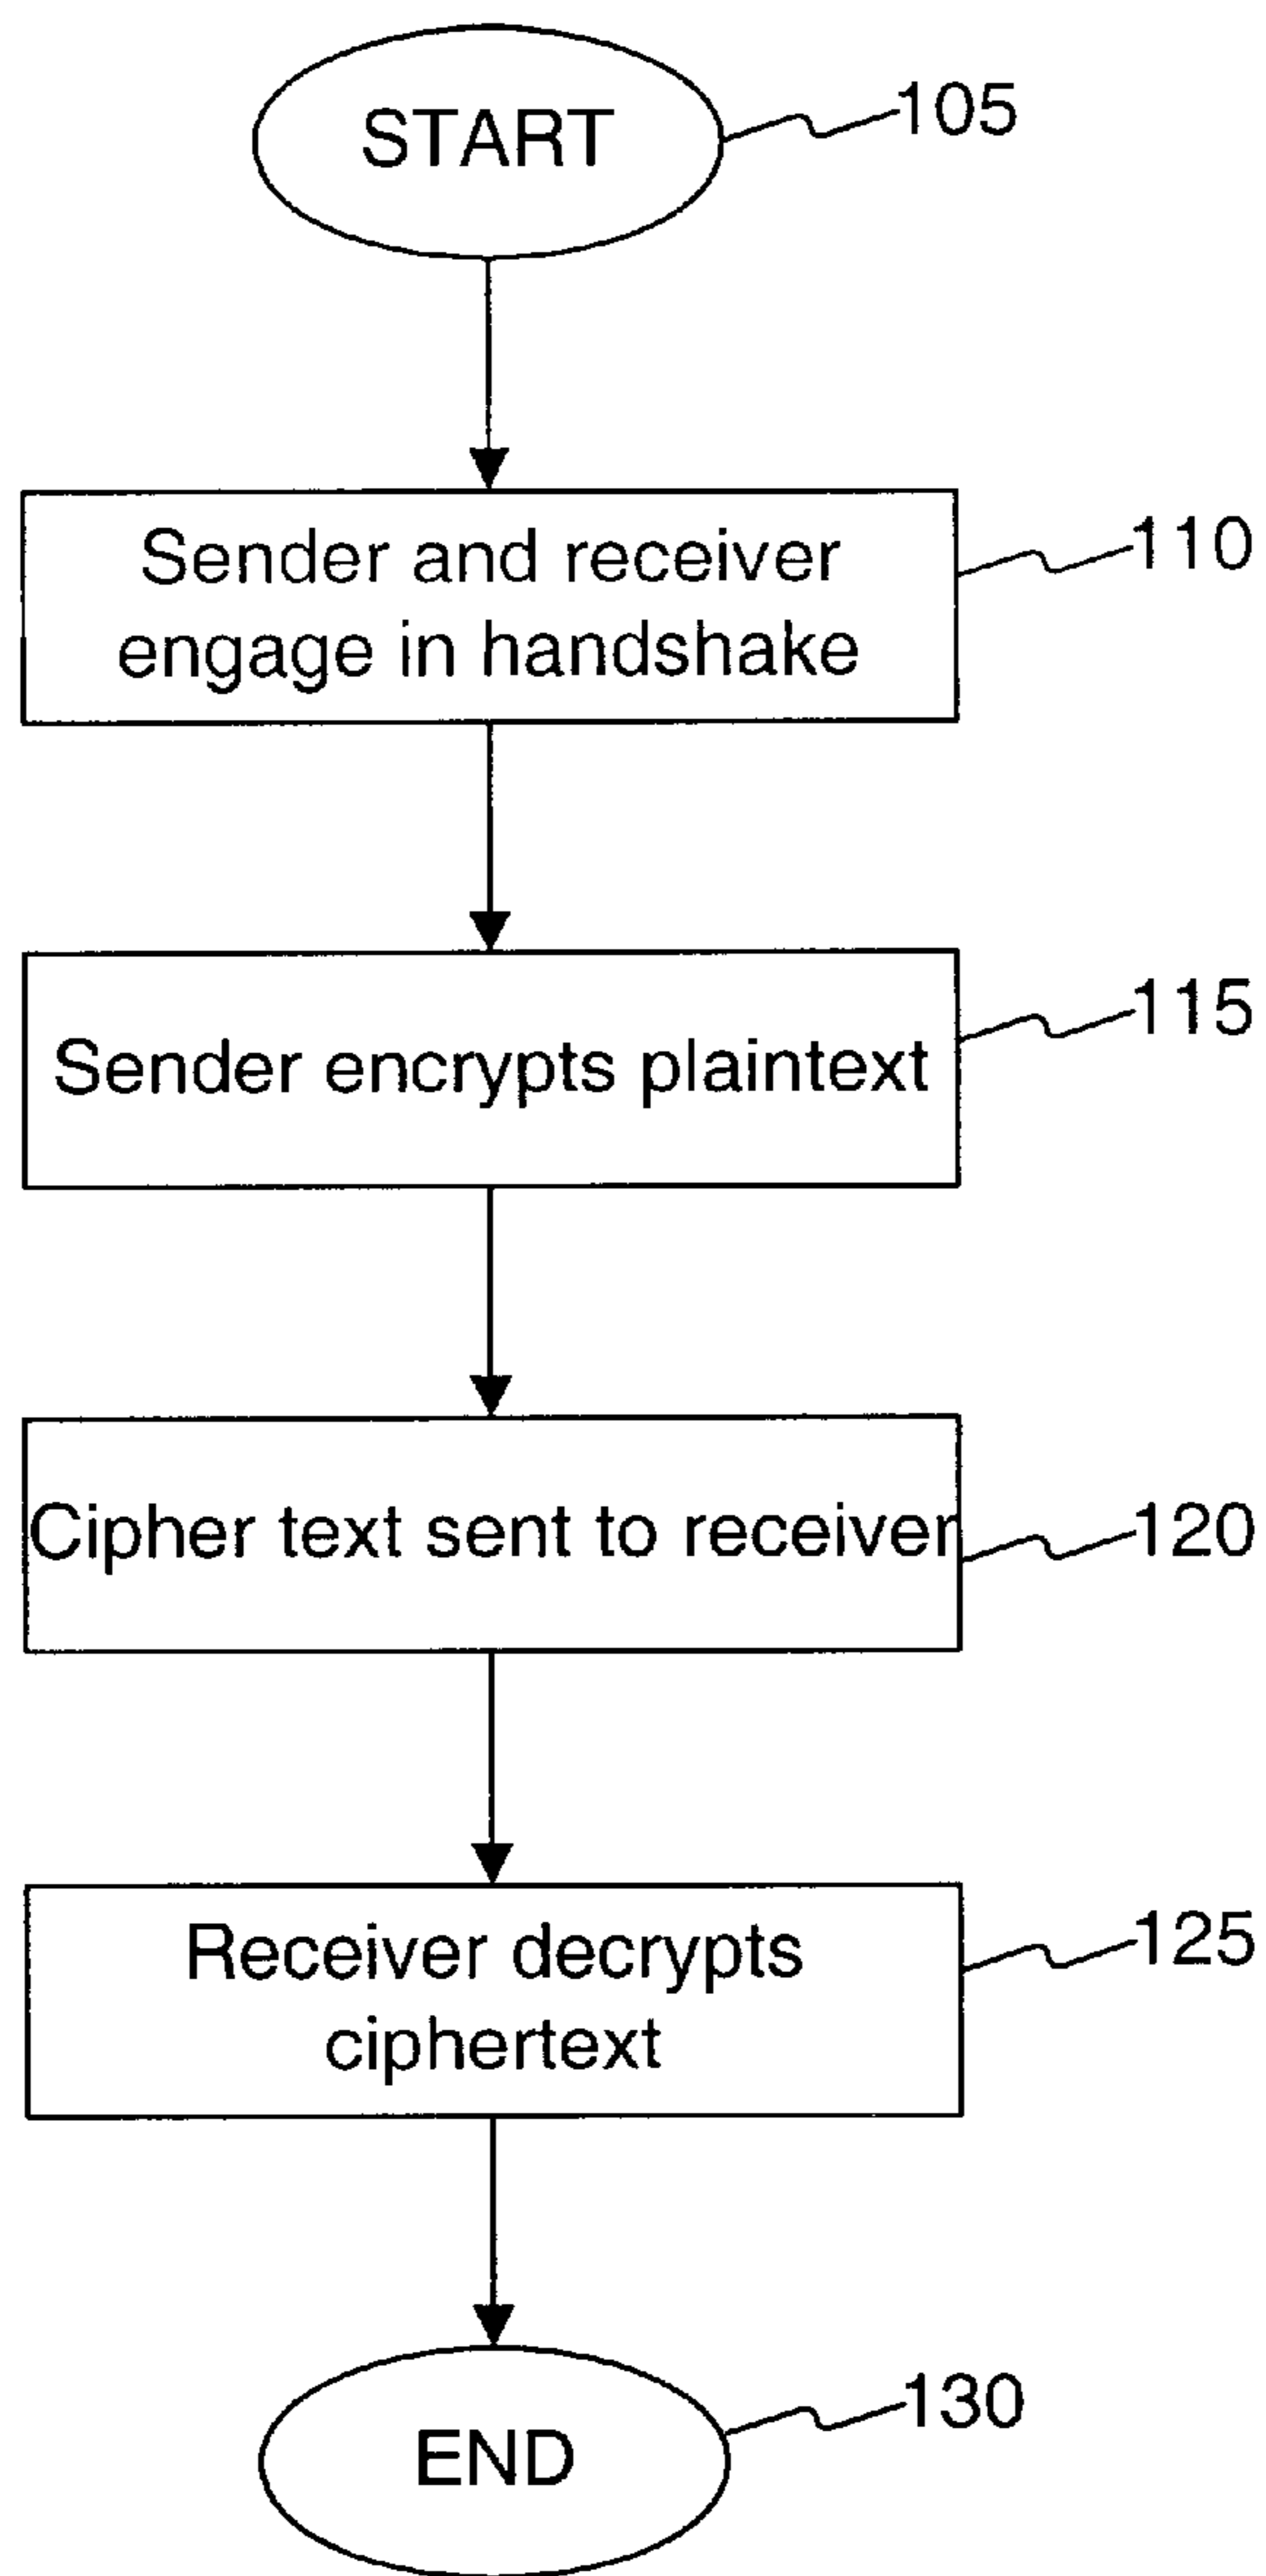 START
105
Sender and receiver
engage in handshake
110
Sender encrypts plaintext
115
Cipher text sent to receiver
120
Receiver decrypts
ciphertext
125
END
130